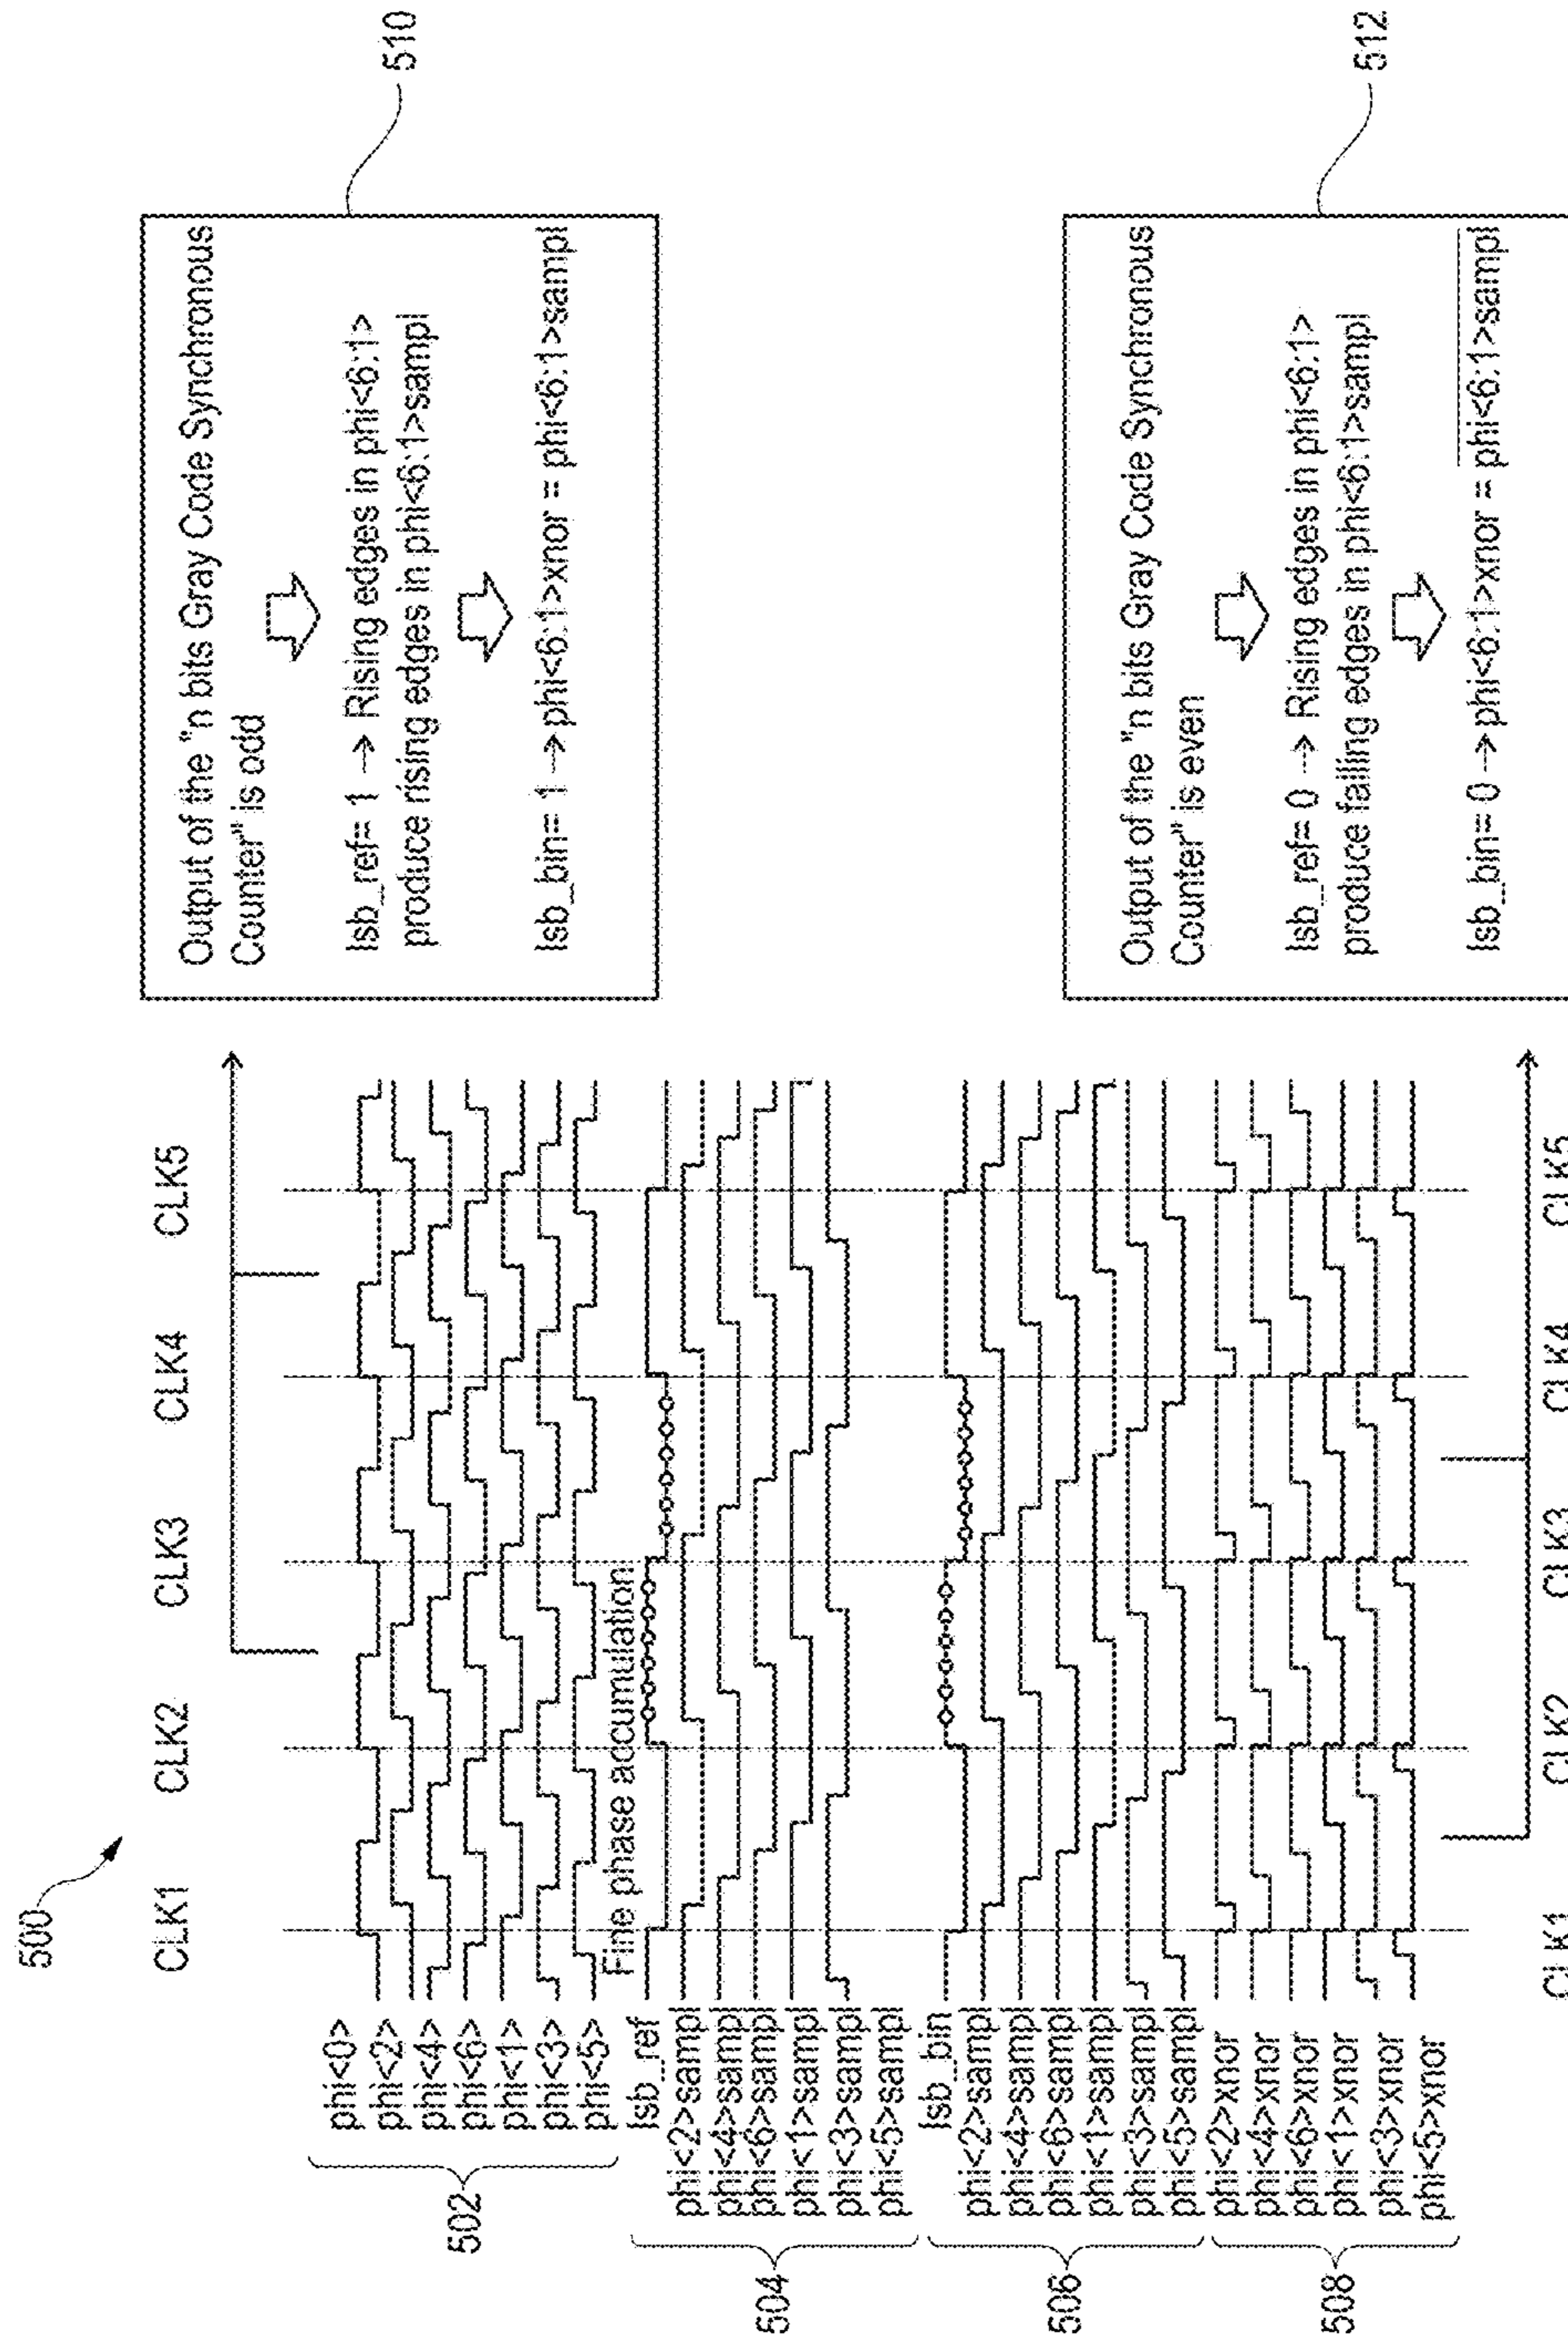 500
CLK1 CLK2 CLK3 CLK4 CLK5
502
phi<0>
phi<2>
phi<4>
phi<6>
phi<1>
phi<3>
phi<5>
Fine phase accumulation
504
lsb_ref
phi<2>sampl
phi<4>sampl
phi<6>sampl
phi<1>sampl
phi<3>sampl
phi<5>sampl
506
lsb_bin
phi<2>sampl
phi<4>sampl
phi<6>sampl
phi<1>sampl
phi<3>sampl
phi<5>sampl
508
phi<2>xnor
phi<4>xnor
phi<6>xnor
phi<1>xnor
phi<3>xnor
phi<5>xnor
CLK1 CLK2 CLK3 CLK4 CLK5
Output of the "n bits Gray Code Synchronous
Counter" is odd
lsb_ref= 1 → Rising edges in phi<6:1>
produce rising edges in phi<6:1>sampl
lsb_bin= 1 → phi<6:1>xnor = phi<6:1>sampl
510
Output of the "n bits Gray Code Synchronous
Counter" is even
lsb_ref= 0 → Rising edges in phi<6:1>
produce falling edges in phi<6:1>sampl
lsb_bin= 0 → phi<6:1>xnor = phi<6:1>sampl
512